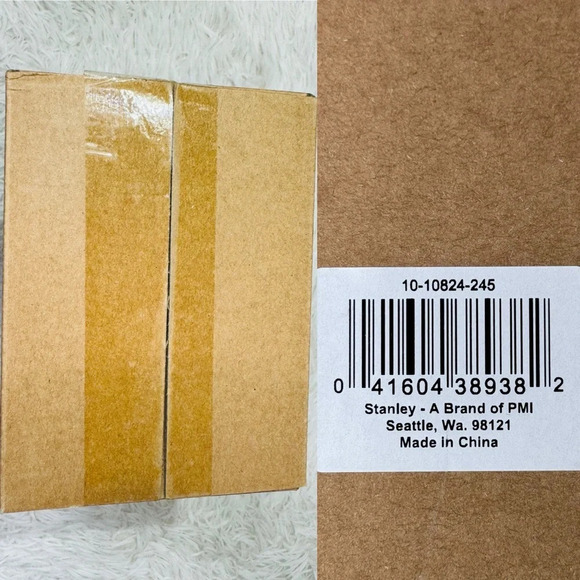 10-10824-245
0 41604 38938 2
Stanley - A Brand of PMI
Seattle, Wa. 98121
Made in China